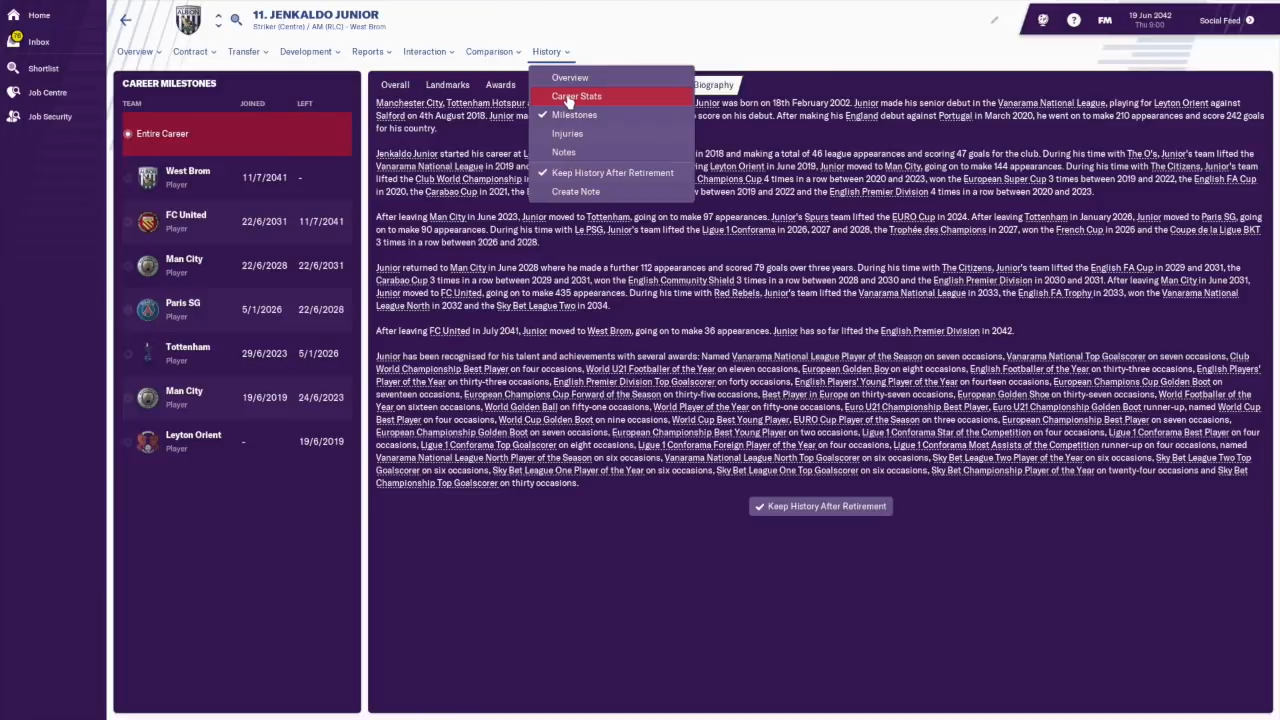 Home
Inbox
78
Shortlist
Job Centre
Job Security
11. JENKALDO JUNIOR
Striker (Centre) / AM (RLC) - West Brom
FM
19 Jun 2042
Thu 9:00
Social Feed
Overview
Contract
Transfer
Development
Reports
Interaction
Comparison
History
Overview
Career Stats
Milestones
Injuries
Notes
Keep History After Retirement
Create Note
CAREER MILESTONES
TEAM JOINED LEFT
Entire Career
West Brom
Player
11/7/2041 -
FC United
Player
22/6/2031 11/7/2041
Man City
Player
22/6/2028 22/6/2031
Paris SG
Player
5/1/2026 22/6/2028
Tottenham
Player
29/6/2023 5/1/2026
Man City
Player
19/6/2019 24/6/2023
Leyton Orient
Player
- 19/6/2019
Overall Landmarks Awards Biography
Manchester City, Tottenham Hotspur Junior was born on 18th February 2002. Junior made his senior debut in the Vanarama National League, playing for Leyton Orient against
Salford on 4th August 2018. Junior score on his debut. After making his England debut against Portugal in March 2020, he went on to make 210 appearances and score 242 goals
for his country.
Jenkaldo Junior started his career at in 2018 and making a total of 46 league appearances and scoring 47 goals for the club. During his time with The O's, Junior's team lifted the
Vanarama National League in 2019 and ing Leyton Orient in June 2019, Junior moved to Man City, going on to make 144 appearances. During his time with The Citizens, Junior's team
lifted the Club World Championship Champions Cup 4 times in a row between 2019 and 2022, won the European Super Cup 3 times between 2019 and 2022, the English FA Cup
in 2020, the Carabao Cup in 2021, the w between 2019 and 2022 and the English Premier Division 4 times in a row between 2019 and 2022.
After leaving Man City in June 2023, Junior moved to Tottenham, going on to make 97 appearances. Junior's Spurs team lifted the EURO Cup in 2024. After leaving Tottenham in January 2026, Junior moved to Paris SG, going
on to make 90 appearances. During his time with Le PSG, Junior's team lifted the Ligue 1 Conforama in 2026, 2027 and 2028, the Trophée des Champions in 2027, won the French Cup in 2026 and the Coupe de la Ligue BKT
3 times in a row between 2026 and 2028.
Junior returned to Man City in June 2028 where he made a further 112 appearances and scored 79 goals over three years. During his time with The Citizens, Junior's team lifted the English FA Cup in 2029 and 2031, the
Carabao Cup 3 times in a row between 2029 and 2031, won the English Community Shield 3 times in a row between 2028 and 2030 and the English Premier Division in 2030 and 2031. After leaving Man City in June 2031,
Junior moved to FC United, going on to make 435 appearances. During his time with Red Rebels, Junior's team lifted the Vanarama National League in 2033, the English FA Trophy in 2033, won the Vanarama National
League North in 2032 and the Sky Bet League Two in 2034.
After leaving FC United in July 2041, Junior moved to West Brom, going on to make 36 appearances. Junior has so far lifted the English Premier Division in 2042.
Junior has been recognised for his talent and achievements with several awards: Named Vanarama National League Player of the Season on seven occasions, Vanarama National Top Goalscorer on seven occasions, Club
World Championship Best Player on four occasions, World U21 Footballer of the Year on eleven occasions, European Golden Boy on eight occasions, English Footballer of the Year on thirty-three occasions, English Players'
Player of the Year on thirty-three occasions, English Premier Division Top Goalscorer on forty occasions, English Players' Young Player of the Year on fourteen occasions, European Champions Cup Golden Boot on
seventeen occasions, European Champions Cup Forward of the Season on thirty-five occasions, Best Player in Europe on thirty-seven occasions, European Golden Shoe on thirty-seven occasions, World Footballer of the
Year on sixteen occasions, World Golden Ball on fifty-one occasions, World Player of the Year on fifty-one occasions, Euro U21 Championship Best Player, Euro U21 Championship Golden Boot runner-up, named World Cup
Best Player on four occasions, World Cup Golden Boot on nine occasions, World Cup Best Young Player, EURO Cup Player of the Season on three occasions, European Championship Best Player on seven occasions,
European Championship Golden Boot on seven occasions, European Championship Best Young Player on two occasions, Ligue 1 Conforama Star of the Competition on four occasions, Ligue 1 Conforama Best Player on four
occasions, Ligue 1 Conforama Top Goalscorer on eight occasions, Ligue 1 Conforama Foreign Player of the Year on four occasions, Ligue 1 Conforama Most Assists of the Competition runner-up on four occasions, named
Vanarama National League North Player of the Season on six occasions, Vanarama National League North Top Goalscorer on six occasions, Sky Bet League Two Player of the Year on six occasions, Sky Bet League Two Top
Goalscorer on six occasions, Sky Bet League One Player of the Year on six occasions, Sky Bet League One Top Goalscorer on six occasions, Sky Bet Championship Player of the Year on twenty-four occasions and Sky Bet
Championship Top Goalscorer on thirty occasions.
Keep History After Retirement